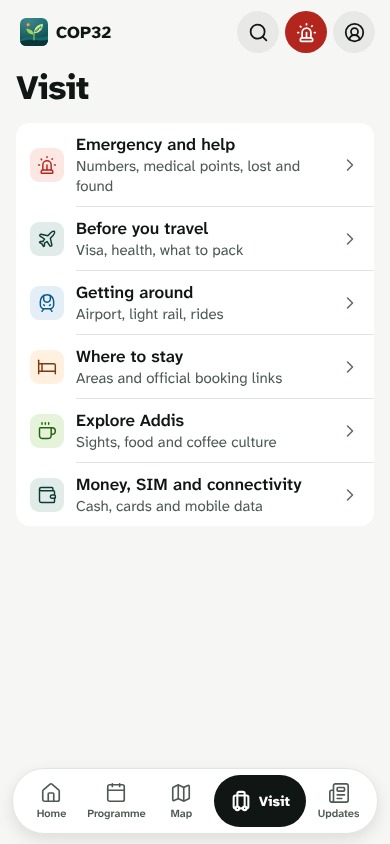 COP32
Visit
Emergency and help
Numbers, medical points, lost and
found
Before you travel
Visa, health, what to pack
Getting around
Airport, light rail, rides
Where to stay
Areas and official booking links
Explore Addis
Sights, food and coffee culture
Money, SIM and connectivity
Cash, cards and mobile data
Home
Programme
Map
Visit
Updates